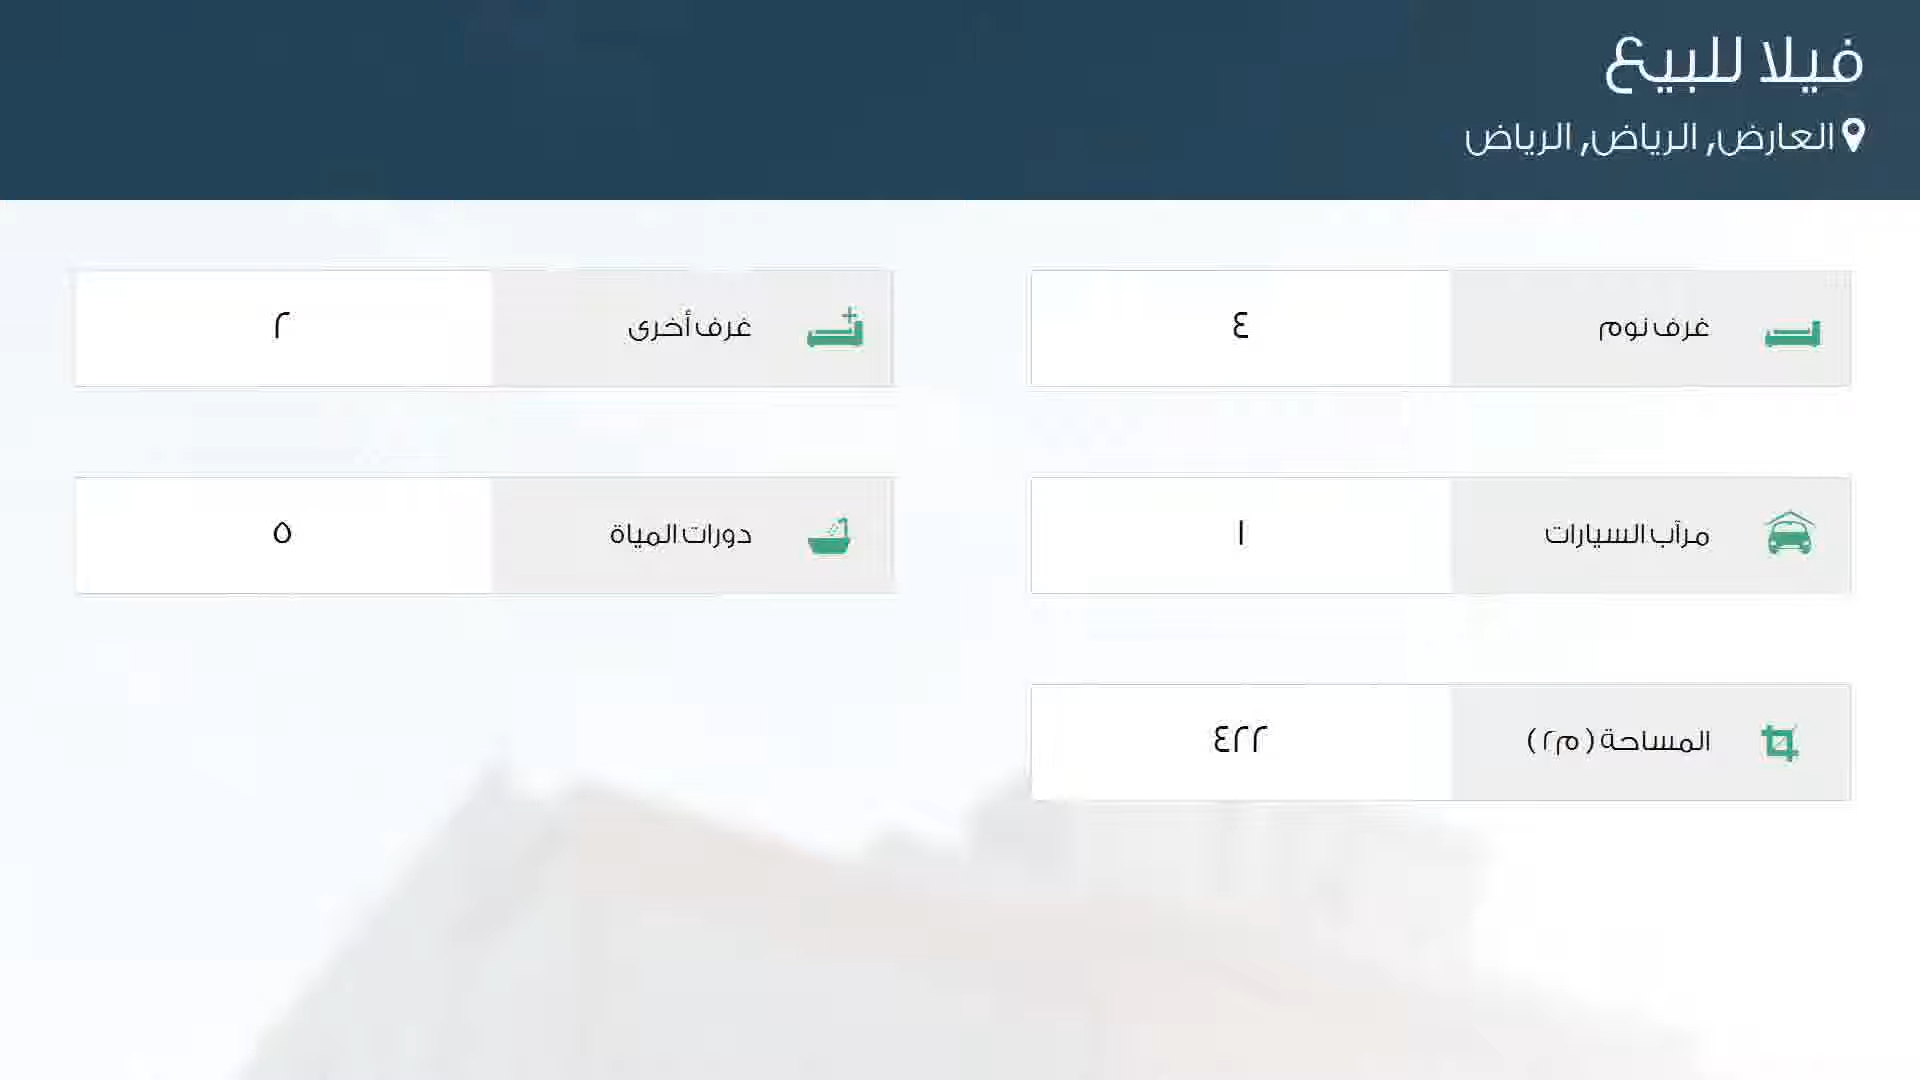 فيلا للبيع
العارض, الرياض, الرياض
غرف نوم
٤
غرف أخرى
٢
مرآب السيارات
١
دورات المياة
٥
المساحة ( م٢ )
٤٢٢